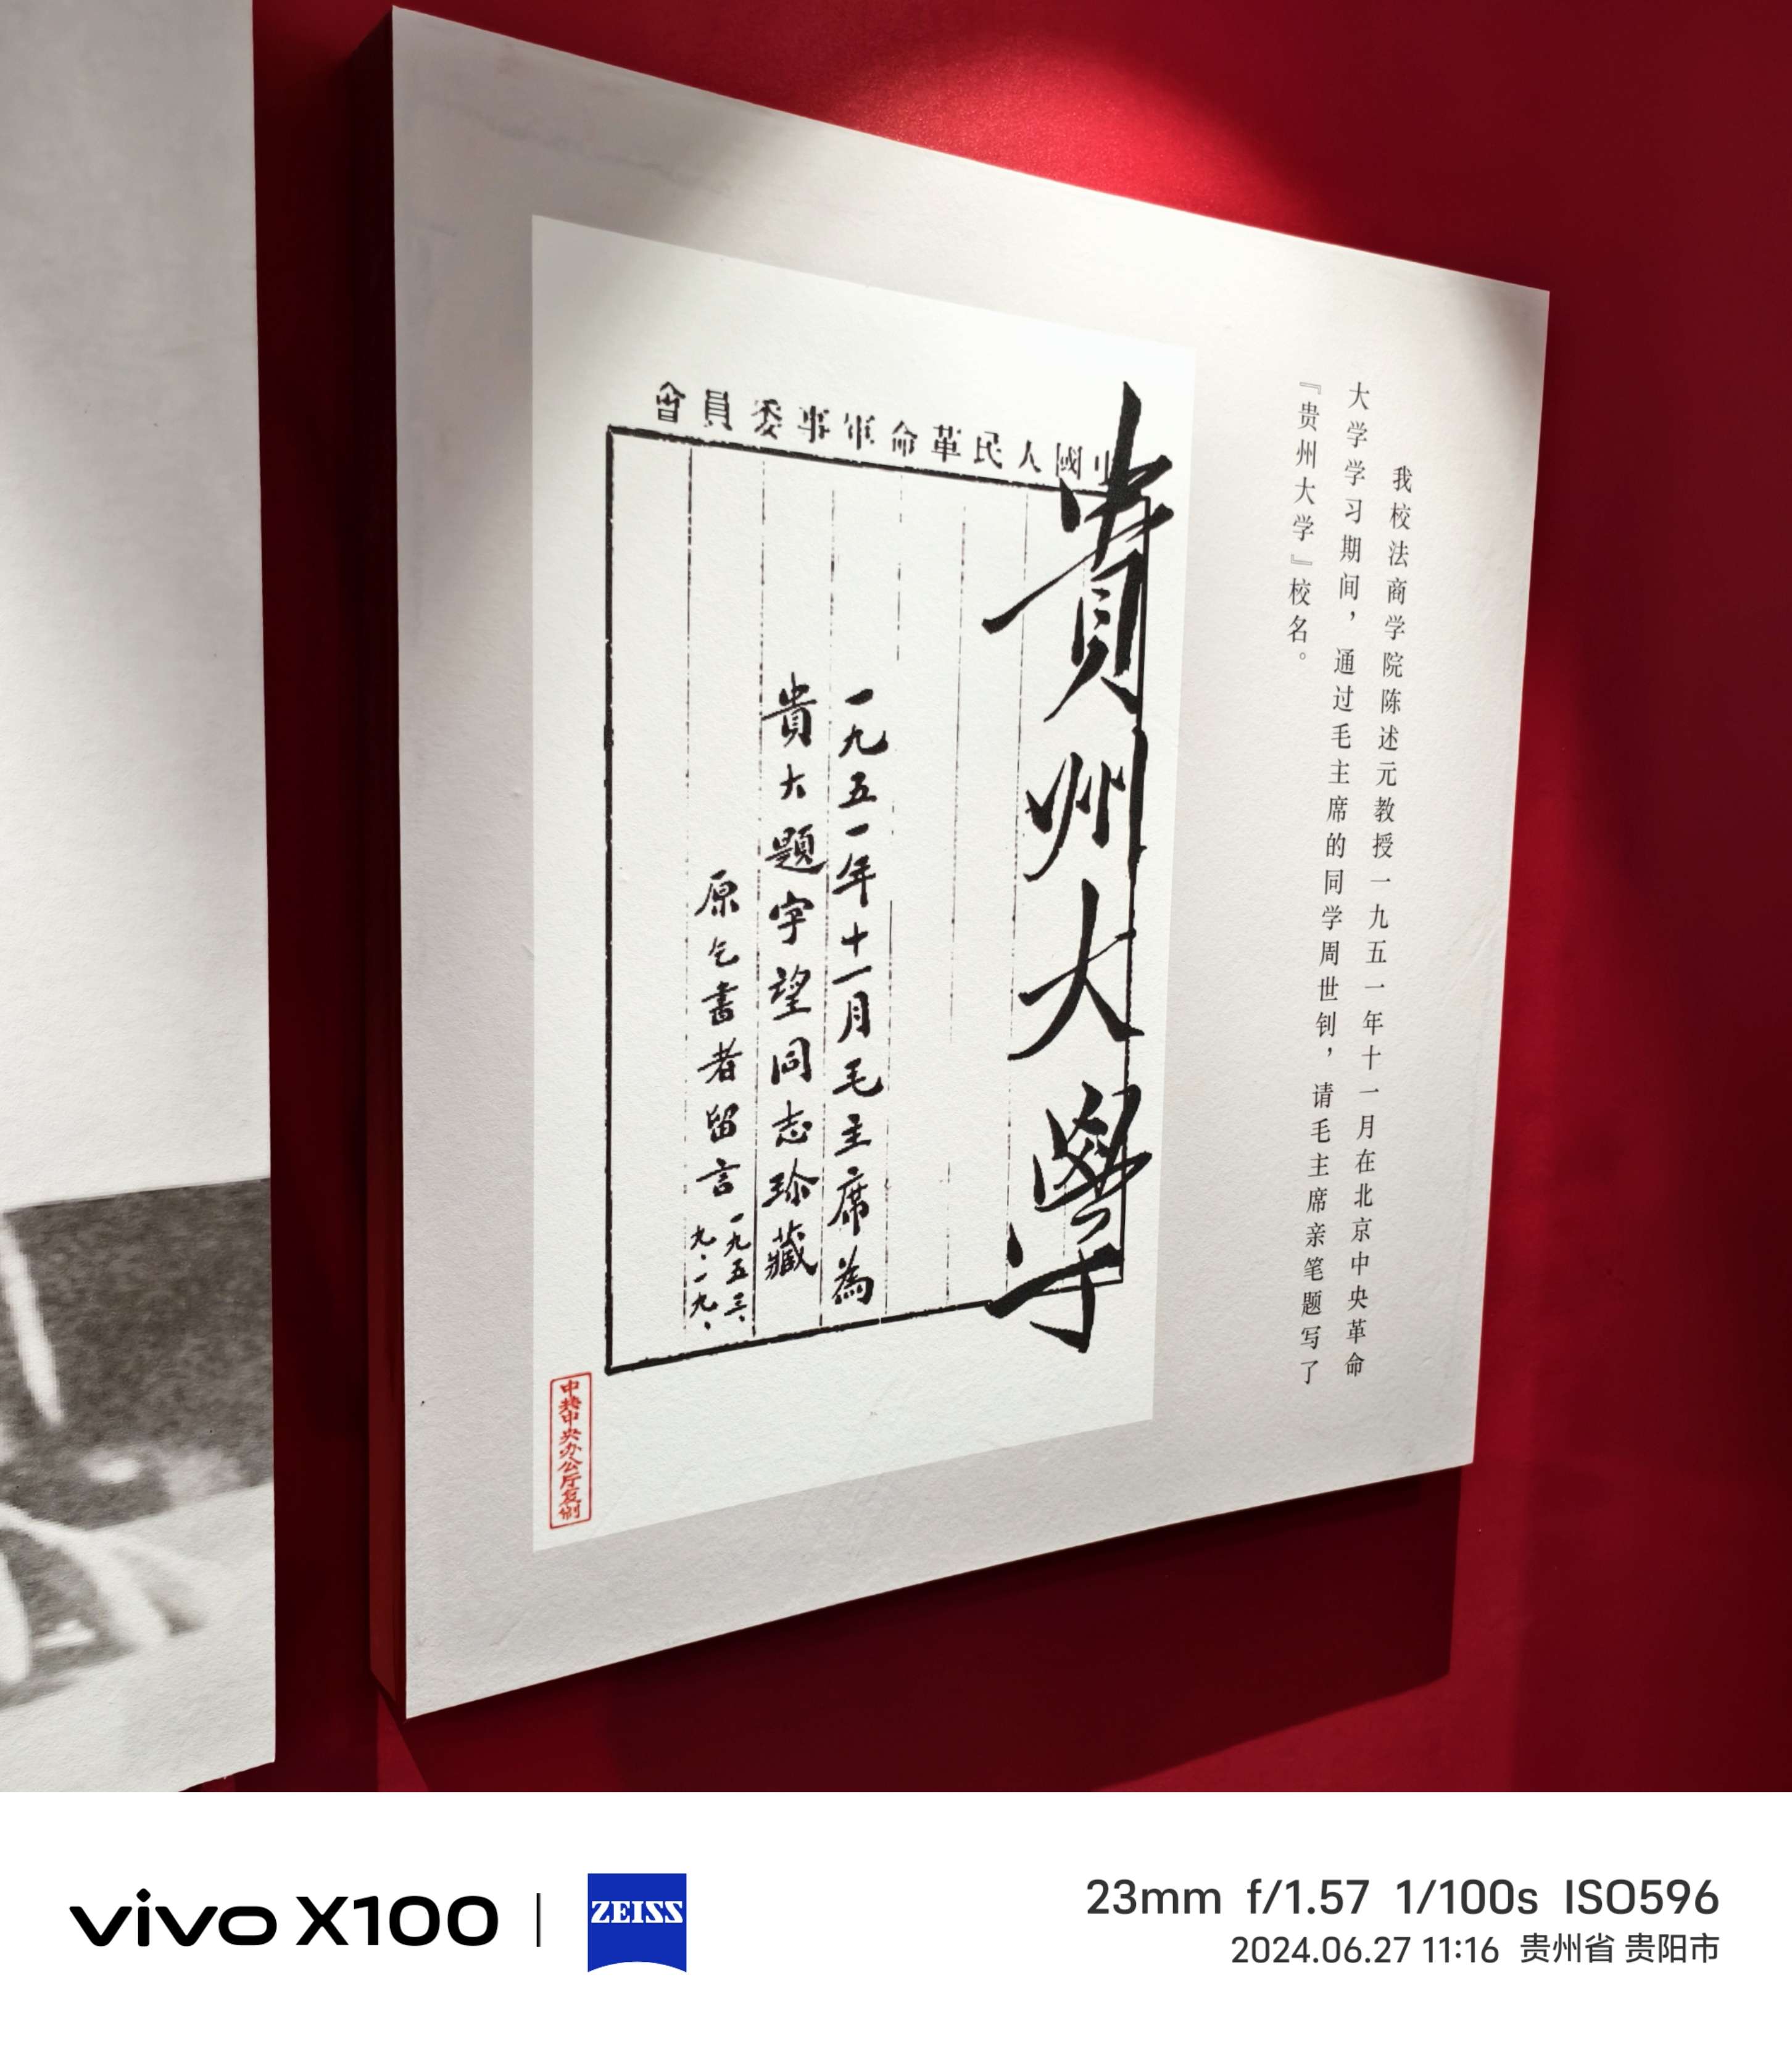 我校法商学院陈述元教授一九五一年十一月在北京中央革命
大学学习期间，通过毛主席的同学周世钊，请毛主席亲笔题写了
『贵州大学』校名。
會員委事軍命革民人國中
貴州大學
一九五一年十一月毛主席為
貴大題字望同志珍藏
原乞書者留言
一九五三、
九·一九、
中共中央办公厅复制
vivo X100
ZEISS
23mm f/1.57 1/100s ISO596
2024.06.27 11:16 贵州省 贵阳市